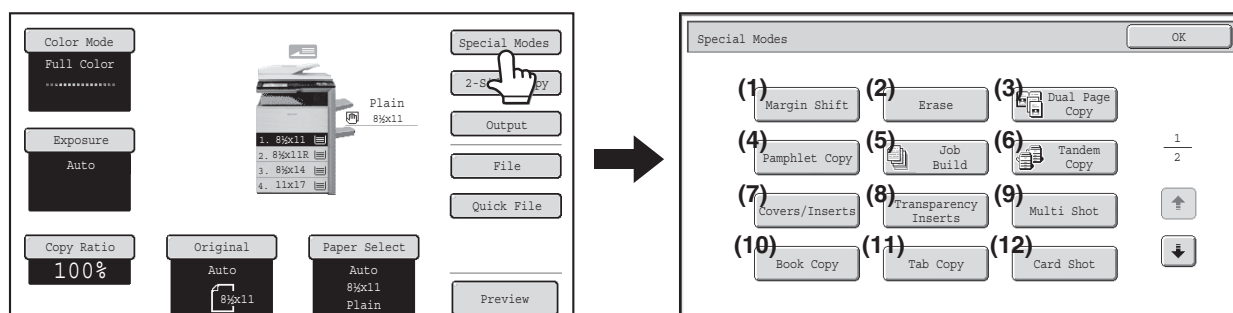 Color Mode
Full Color
Exposure
Auto
Copy Ratio
100%
Original
Auto
8½x11
Paper Select
Auto
8½x11
Plain
Plain
8½x11
1. 8½x11
2. 8½x11R
3. 8½x14
4. 11x17
Special Modes
Output
File
Quick File
Preview
Special Modes
OK
(1) Margin Shift
(2) Erase
(3) Dual Page
Copy
(4) Pamphlet Copy
(5) Job
Build
(6) Tandem
Copy
(7) Covers/Inserts
(8) Transparency
Inserts
(9) Multi Shot
(10) Book Copy
(11) Tab Copy
(12) Card Shot
1
2